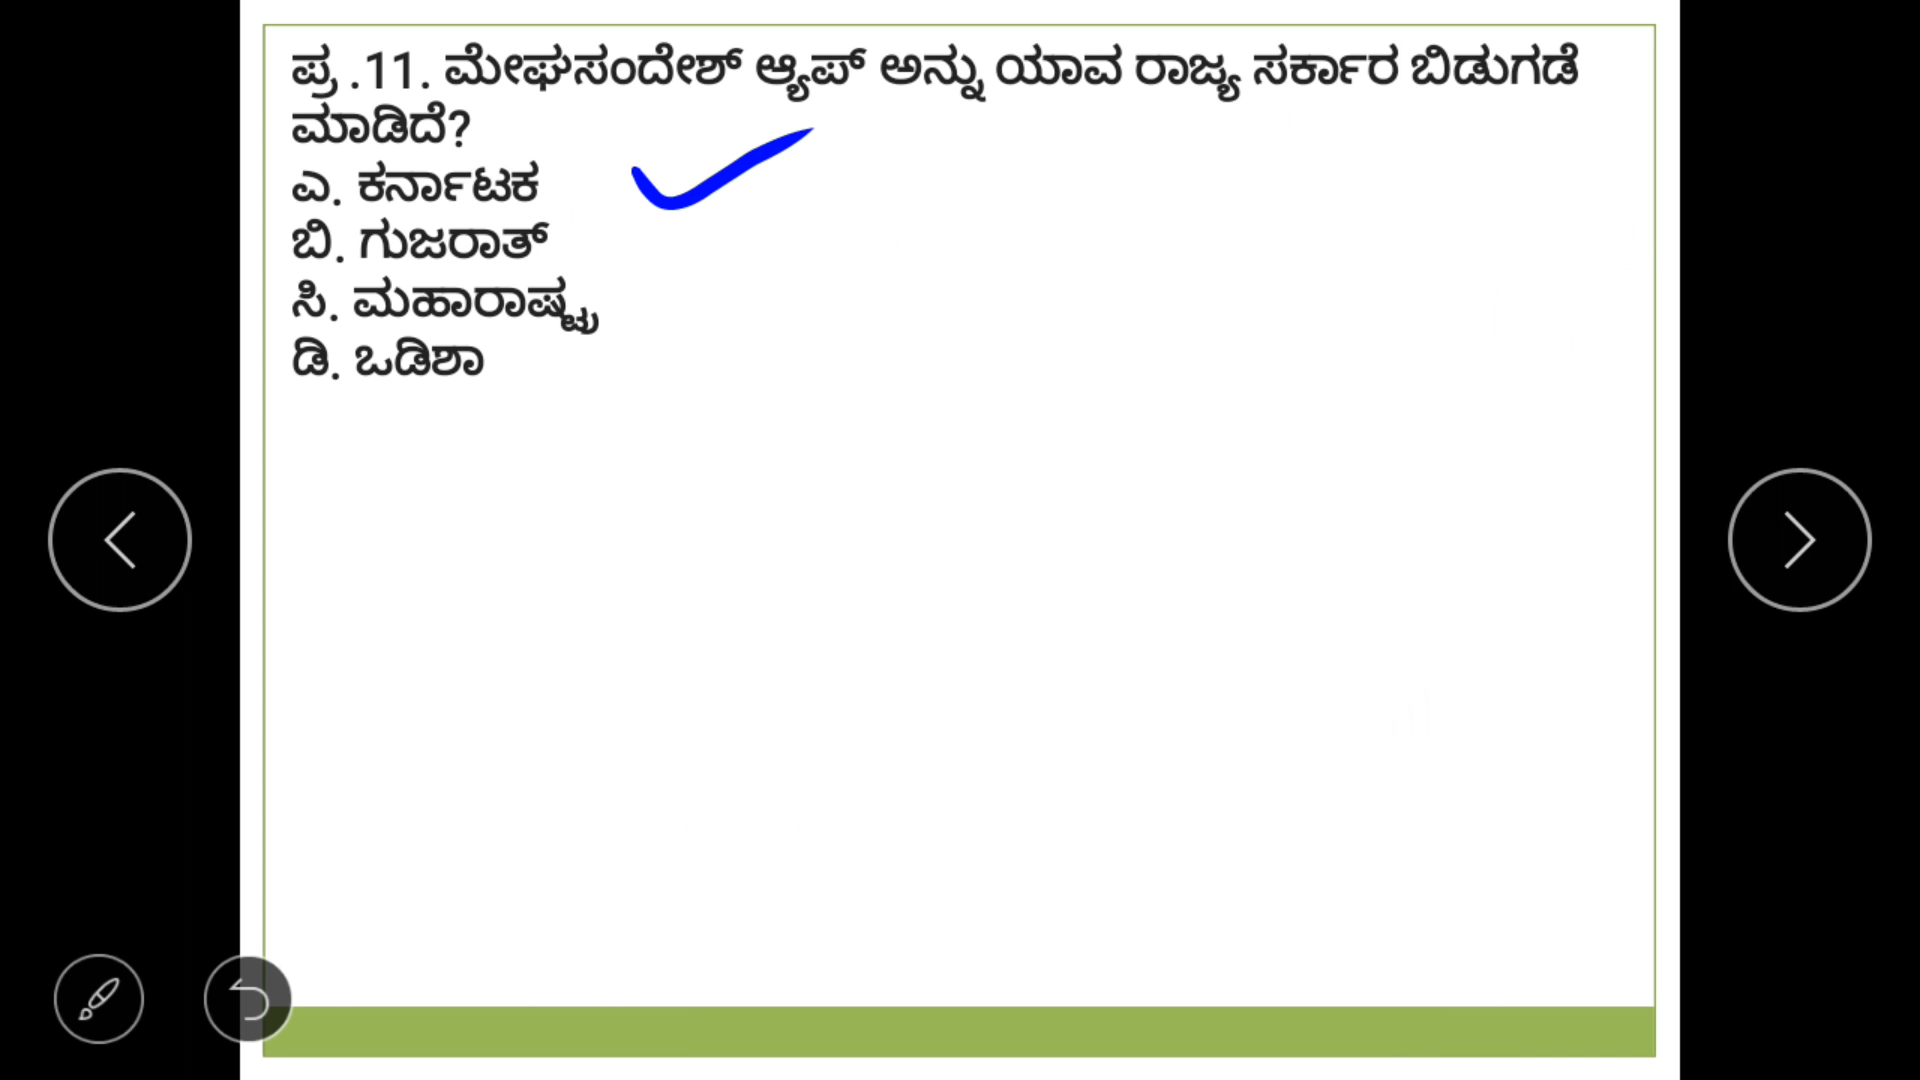 ಪ್ರ .11. ಮೇಘಸಂದೇಶ್ ಆ್ಯಪ್ ಅನ್ನು ಯಾವ ರಾಜ್ಯ ಸರ್ಕಾರ ಬಿಡುಗಡೆ
ಮಾಡಿದೆ?
ಎ. ಕರ್ನಾಟಕ
ಬಿ. ಗುಜರಾತ್
ಸಿ. ಮಹಾರಾಷ್ಟ್ರ
ಡಿ. ಒಡಿಶಾ